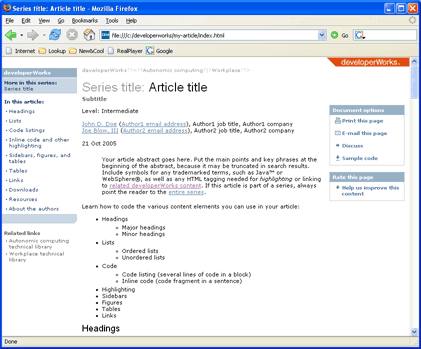 Series title: Article title - Mozilla Firefox
File Edit View Go Bookmarks Tools Help
file:///c:/developerworks/my-article/index.html Go
Internet Lookup New&Cool RealPlayer Google
developerWorks.
developerWorks
More in this series:
Series title
In this article:
Headings
Lists
Code listings
Inline code and other
highlighting
Sidebars, figures, and
tables
Tables
Links
Downloads
Resources
About the authors
Related links
Autonomic computing
technical library
Workplace technical
library
Series title: Article title
Subtitle
Level: Intermediate
John D. Doe (Author1 email address), Author1 job title, Author1 company
Joe Blow, III (Author2 email address), Author2 job title, Author2 company
21 Oct 2005
Your article abstract goes here. Put the main points and key phrases at the
beginning of the abstract, because it may be truncated in search results.
Include symbols for any trademarked terms, such as Java™ or
WebSphere®, as well as any HTML tagging needed for highlighting or linking
to related developerWorks content. If this article is part of a series, always
point the reader to the entire series.
Learn how to code the various content elements you can use in your article:
Headings
Major headings
Minor headings
Lists
Ordered lists
Unordered lists
Code
Code listing (several lines of code in a block)
Inline code (code fragment in a sentence)
Highlighting
Sidebars
Figures
Tables
Links
Headings
Document options
Print this page
E-mail this page
Discuss
Sample code
Rate this page
Help us improve this
content
Done